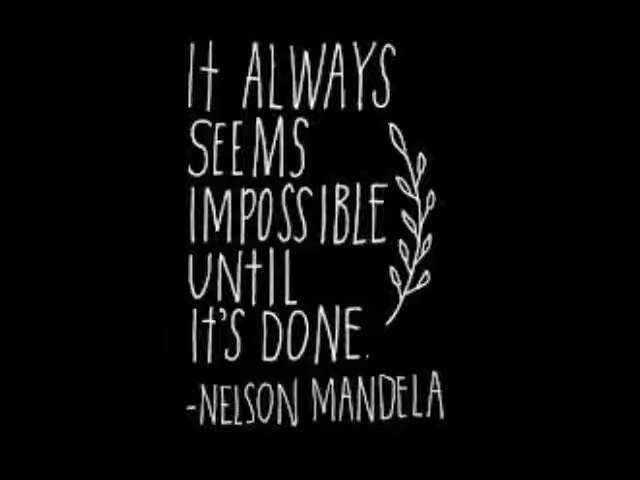 It ALWAYS
SEEMS
IMPOSSIBLE
UNtIL
It'S DONE.
-NELSON MANDELA